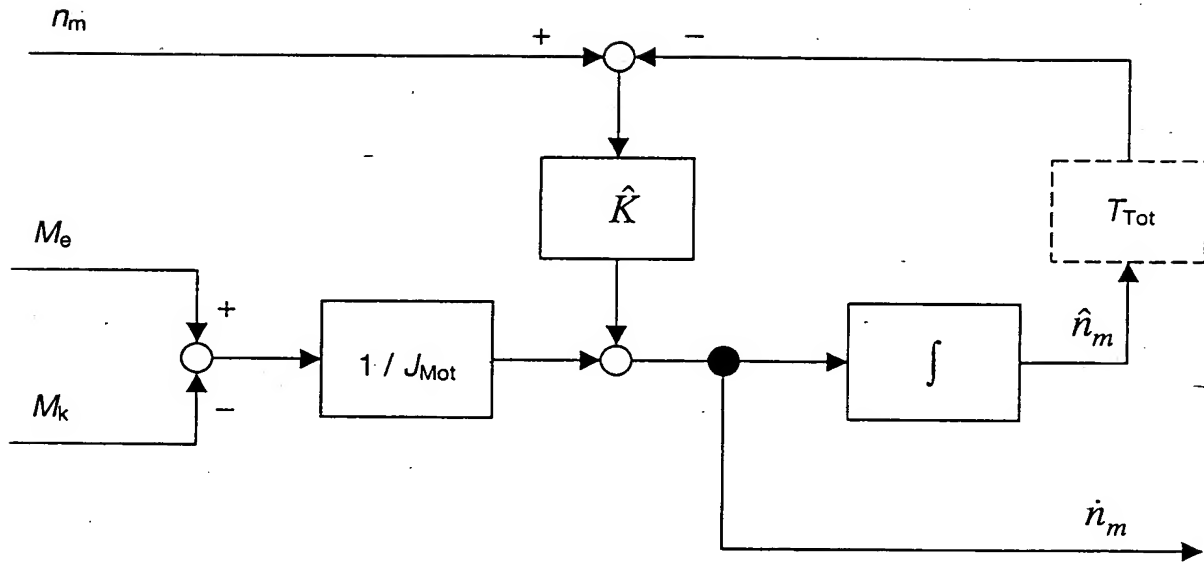 n_m
+
−
K̂
T_Tot
M_e
+
n̂_m
1 / J_Mot
∫
M_k
−
ṅ_m